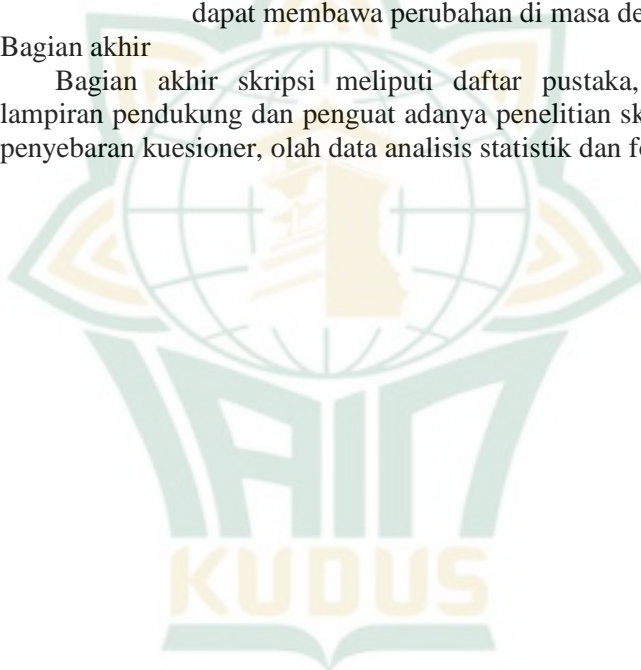 dapat membawa perubahan di masa de
Bagian akhir
Bagian akhir skripsi meliputi daftar pustaka,
lampiran pendukung dan penguat adanya penelitian sk
penyebaran kuesioner, olah data analisis statistik dan f
IAIN
KUDUS